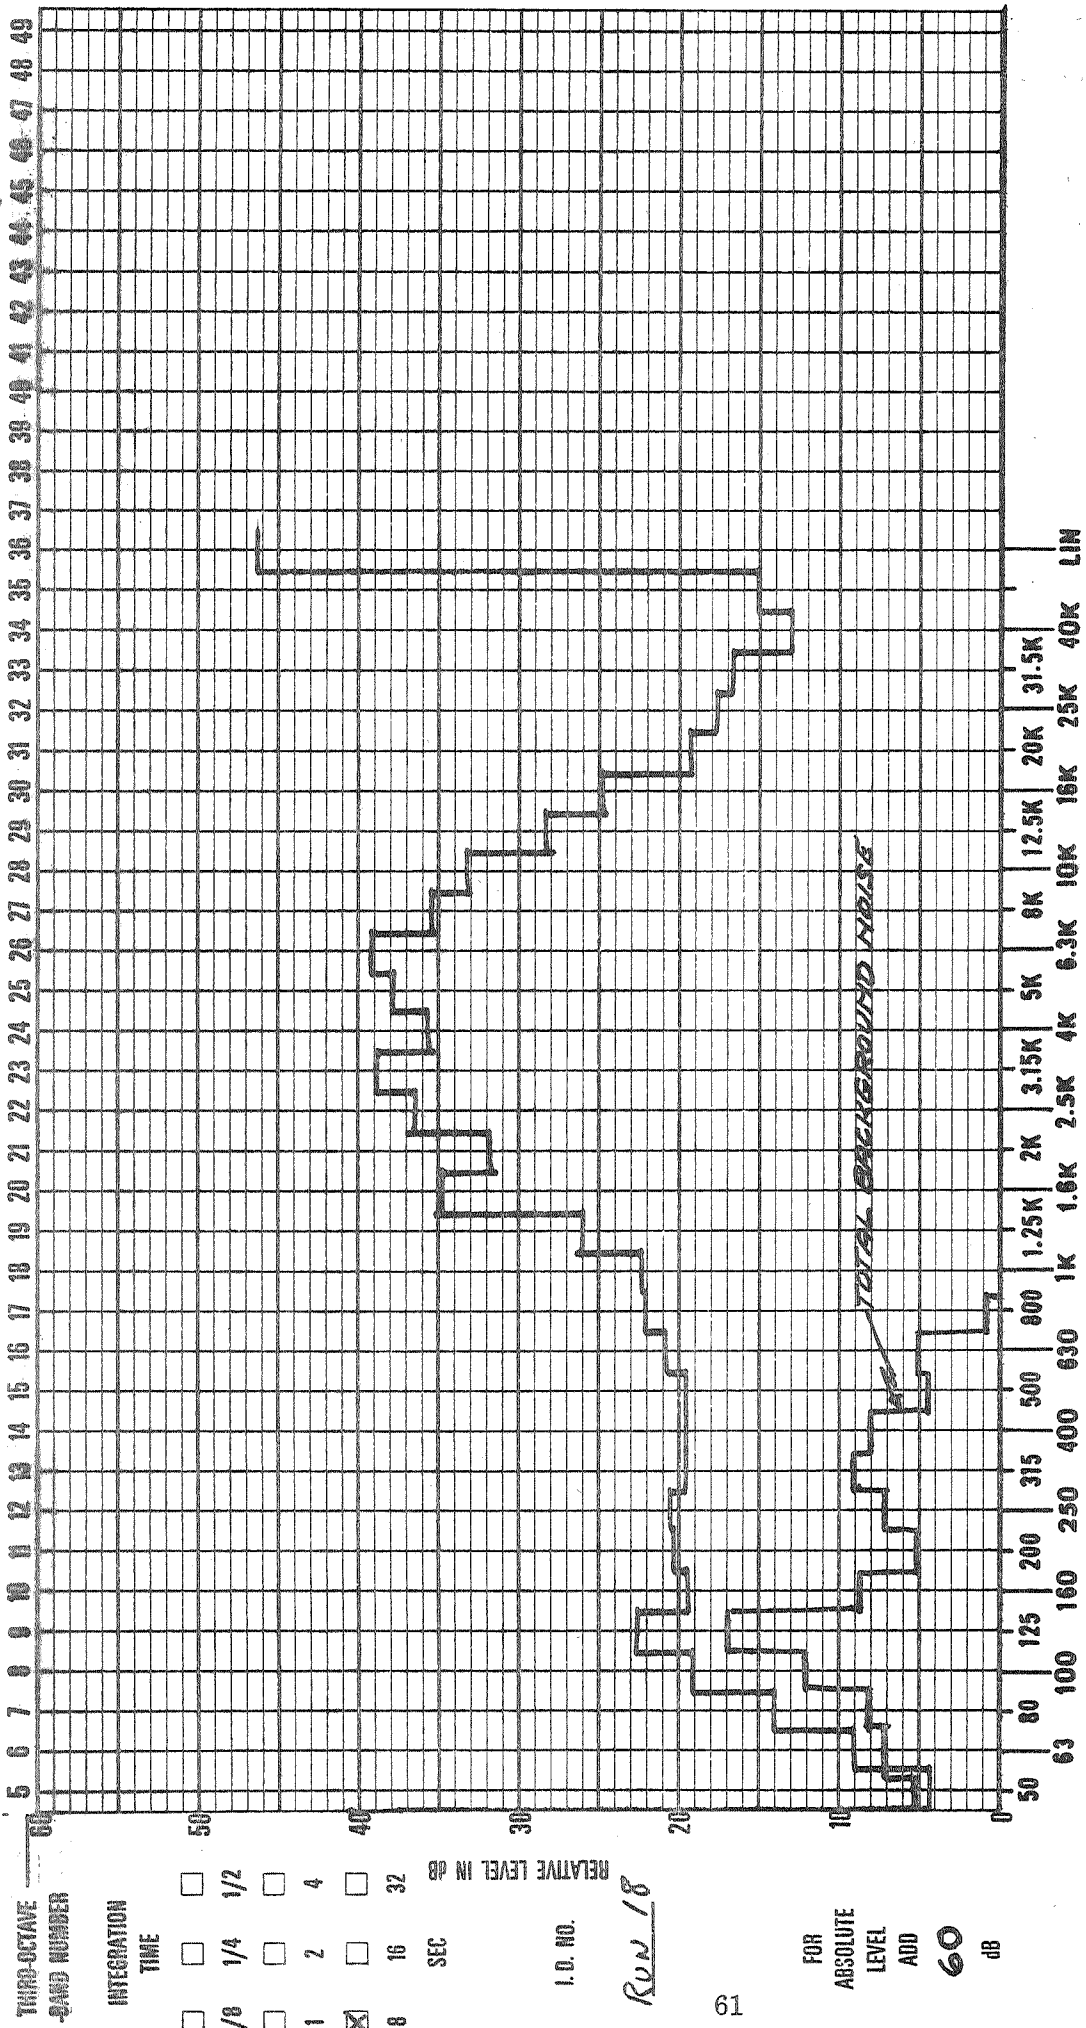 THIRD-OCTAVE
BAND NUMBER
5 6 7 8 9 10 11 12 13 14 15 16 17 18 19 20 21 22 23 24 25 26 27 28 29 30 31 32 33 34 35 36 37 38 39 40 41 42 43 44 45 46 47 48 49
INTEGRATION
TIME
/8 1/4 1/2
1 2 4
8 16 32
SEC
RELATIVE LEVEL IN dB
60
50
40
30
20
10
0
I. D. NO.
RUN 18
FOR
ABSOLUTE
LEVEL
ADD
60
dB
TOTAL BACKGROUND NOISE
50 80 125 200 315 500 800 1.25K 2K 3.15K 5K 8K 12.5K 20K 31.5K
63 100 160 250 400 630 1K 1.6K 2.5K 4K 6.3K 10K 16K 25K 40K LIN
61